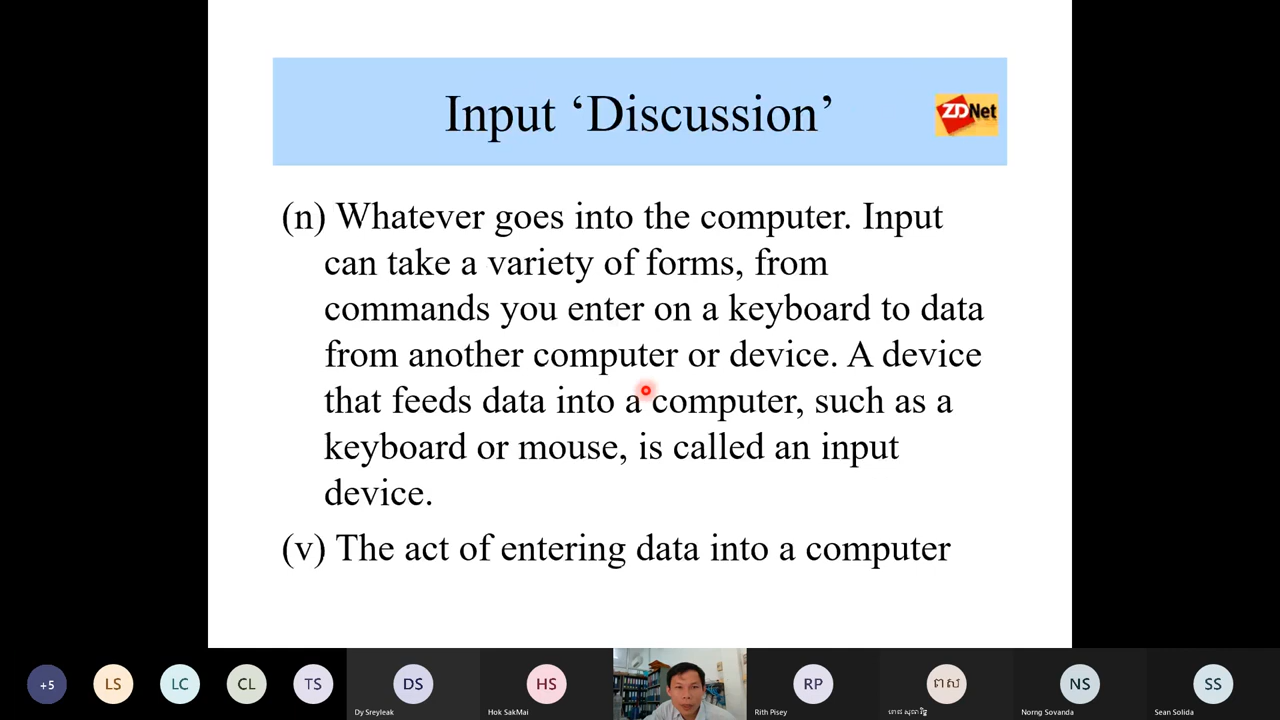 Input ‘Discussion’
ZDNet
(n) Whatever goes into the computer. Input
can take a variety of forms, from
commands you enter on a keyboard to data
from another computer or device. A device
that feeds data into a computer, such as a
keyboard or mouse, is called an input
device.
(v) The act of entering data into a computer
+5
LS
LC
CL
TS
DS
HS
RP
ពស
NS
SS
Dy Sreyleak
Hok SakMai
Rith Pisey
Norng Sovanda
Sean Solida